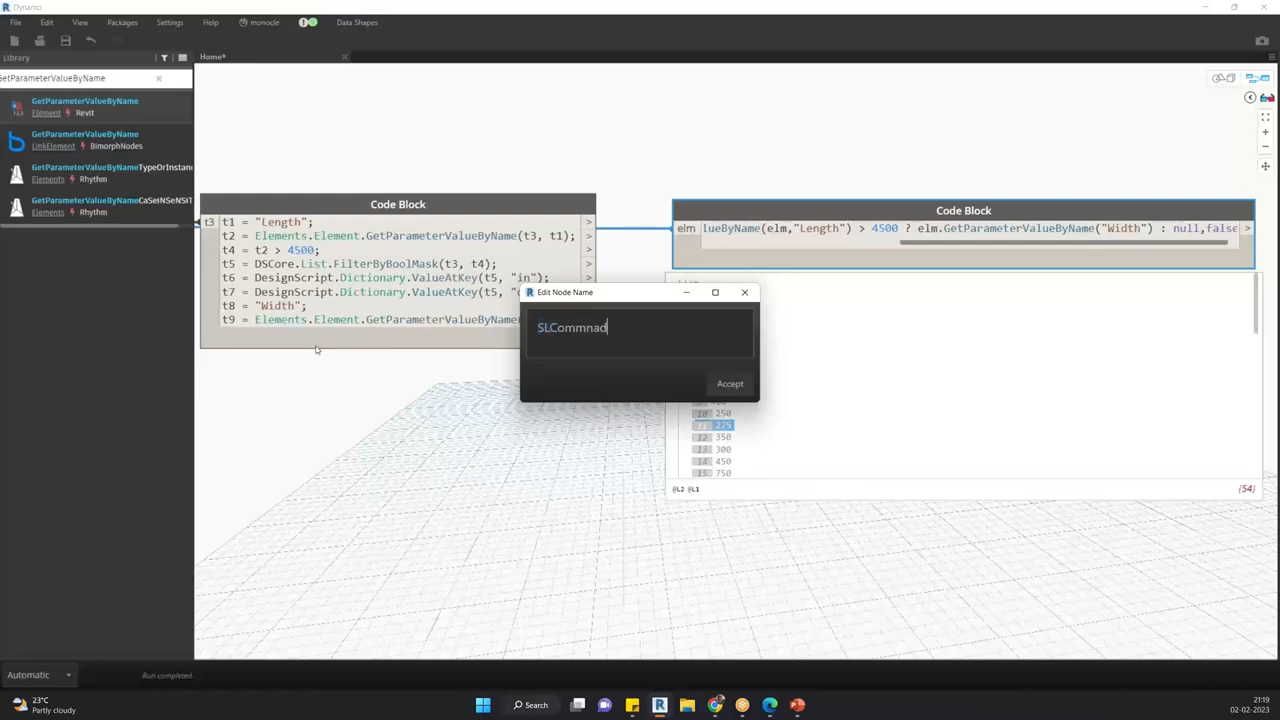 Dynamo
File Edit View Packages Settings Help monocle Data Shapes
Library
Home*
GetParameterValueByName
GetParameterValueByName
Element Revit
GetParameterValueByName
LinkElement BimorphNodes
GetParameterValueByNameTypeOrInstan
Elements Rhythm
GetParameterValueByNameCaSeINSeNSiT
Elements Rhythm
Code Block
t3
t1 = "Length";
t2 = Elements.Element.GetParameterValueByName(t3, t1);
t4 = t2 > 4500;
t5 = DSCore.List.FilterByBoolMask(t3, t4);
t6 = DesignScript.Dictionary.ValueAtKey(t5, "in");
t7 = DesignScript.Dictionary.ValueAtKey(t5, "
t8 = "Width";
t9 = Elements.Element.GetParameterValueByName
Code Block
elm lueByName(elm,"Length") > 4500 ? elm.GetParameterValueByName("Width") : null,false >
Edit Node Name
SLCommnad
Accept
10 250
11 275
12 350
13 300
14 450
15 750
@L2 @L1
{54}
Automatic
Run completed.
23°C
Partly cloudy
Search
21:19
02-02-2023